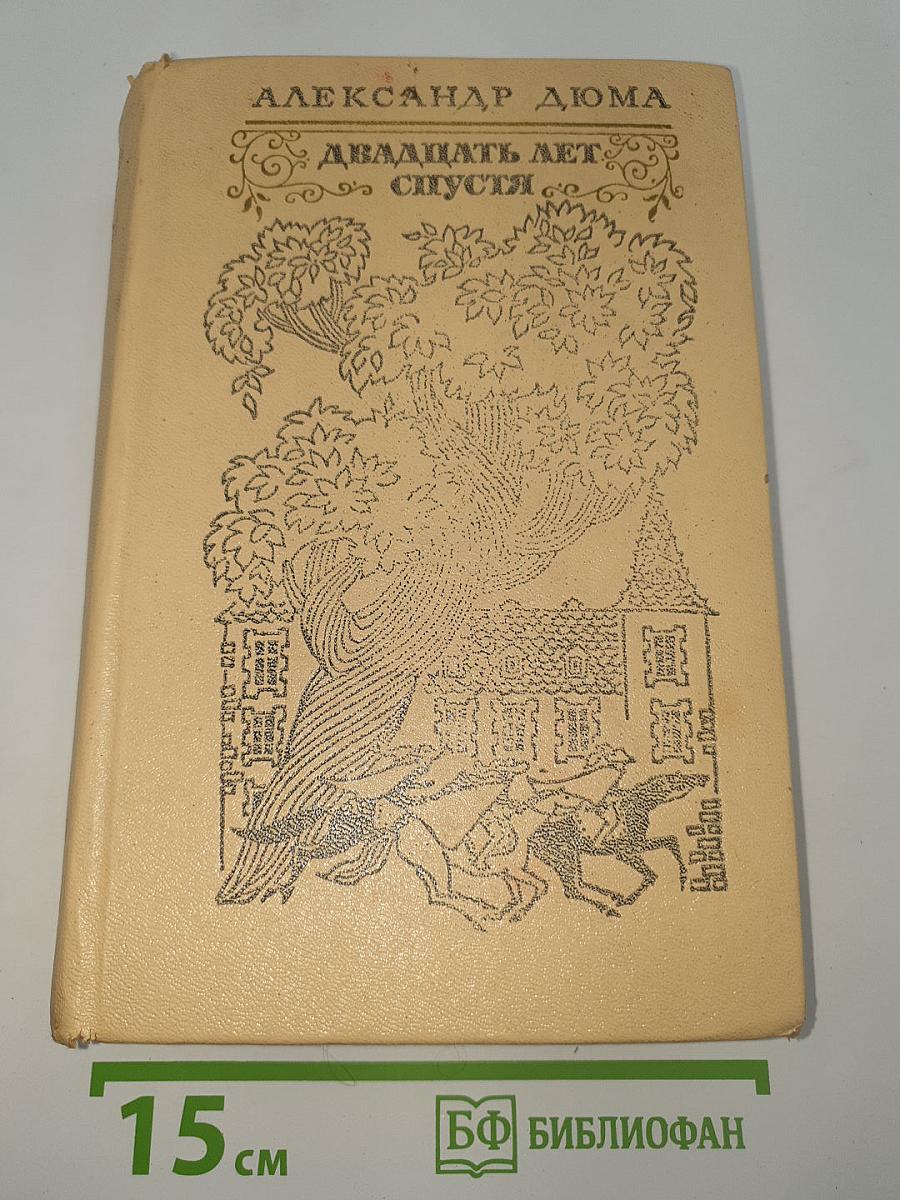 АЛЕКСАНДР ДЮМА
ДВАДЦАТЬ ЛЕТ
СПУСТЯ
15 см
БФ БИБЛИОФАН